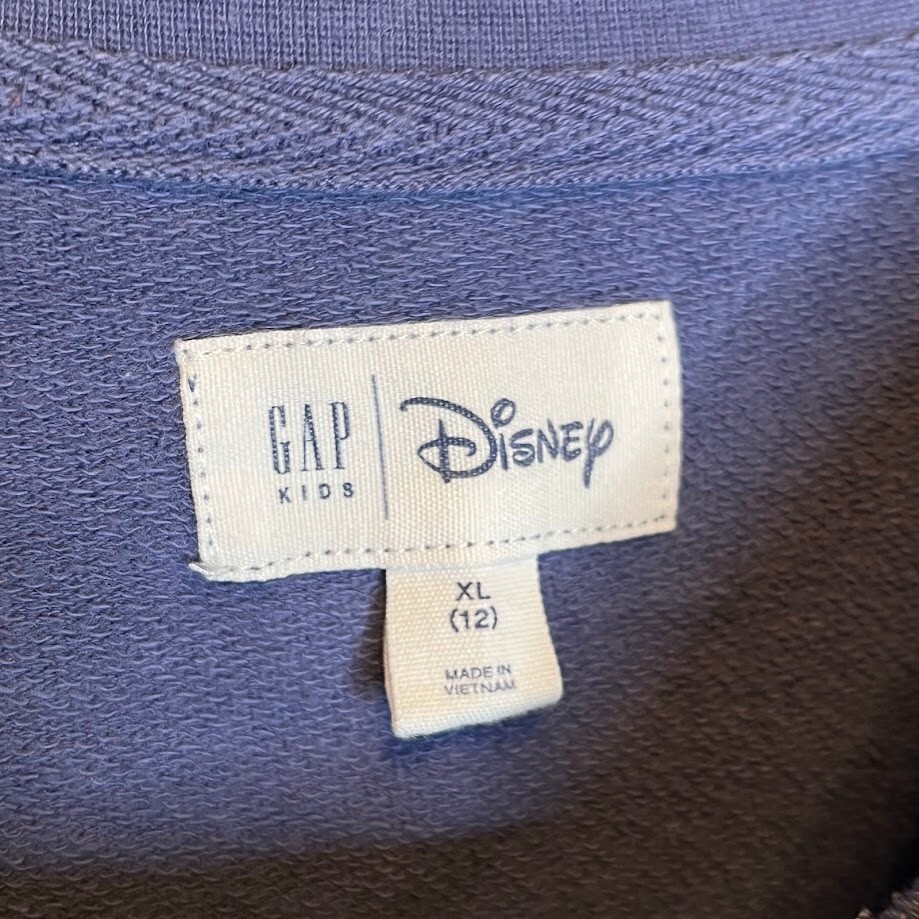 GAP
KIDS
Disney
XL
(12)
MADE IN
VIETNAM